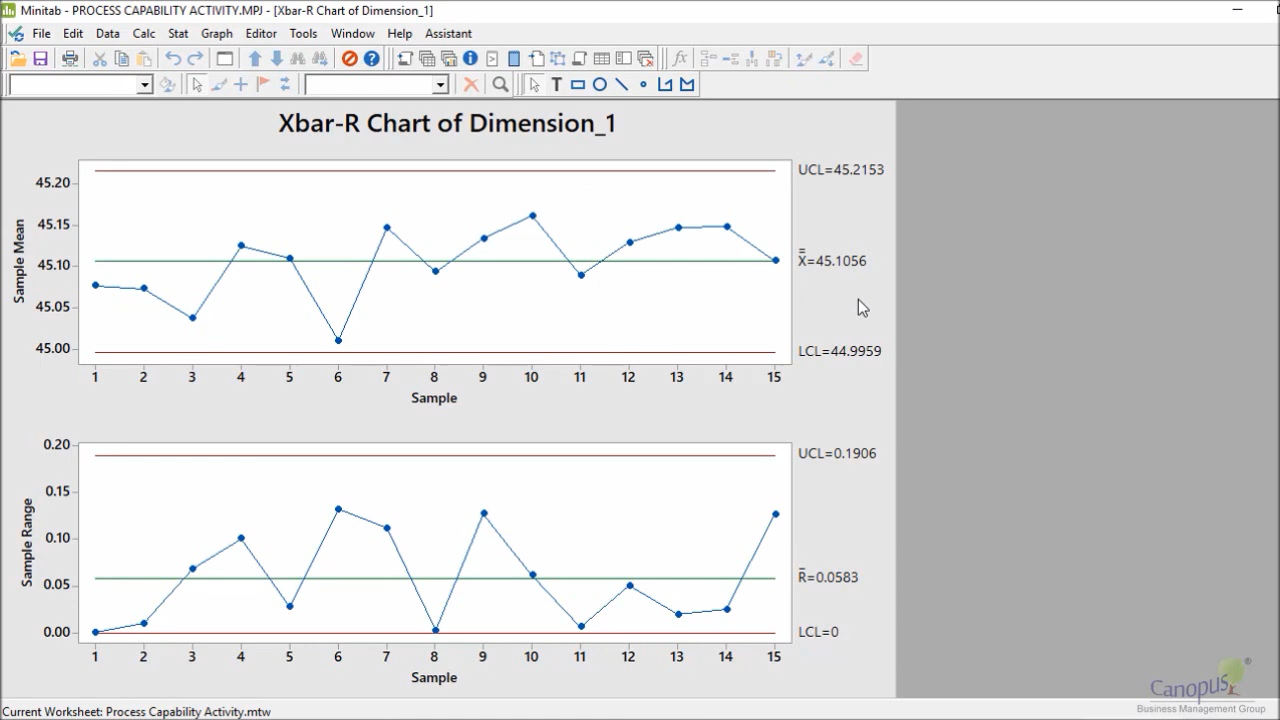 Minitab - PROCESS CAPABILITY ACTIVITY.MPJ - [Xbar-R Chart of Dimension_1]
File Edit Data Calc Stat Graph Editor Tools Window Help Assistant
Xbar-R Chart of Dimension_1
Sample Mean
45.20
45.15
45.10
45.05
45.00
UCL=45.2153
X̿=45.1056
LCL=44.9959
1 2 3 4 5 6 7 8 9 10 11 12 13 14 15
Sample
Sample Range
0.20
0.15
0.10
0.05
0.00
UCL=0.1906
R̄=0.0583
LCL=0
1 2 3 4 5 6 7 8 9 10 11 12 13 14 15
Sample
Canopus®
Business Management Group
Current Worksheet: Process Capability Activity.mtw